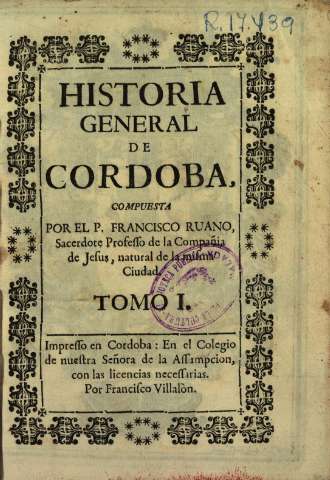 R.17.439
HISTORIA
GENERAL
DE
CORDOBA,
COMPUESTA
POR EL P. FRANCISCO RUANO,
Sacerdote Professo de la Compañia
de Jesus, natural de la misma
Ciudad.
TOMO I.
Impresso en Cordoba: En el Colegio
de nuestra Señora de la Assumpcion,
con las licencias necessarias.
Por Francisco Villalòn.